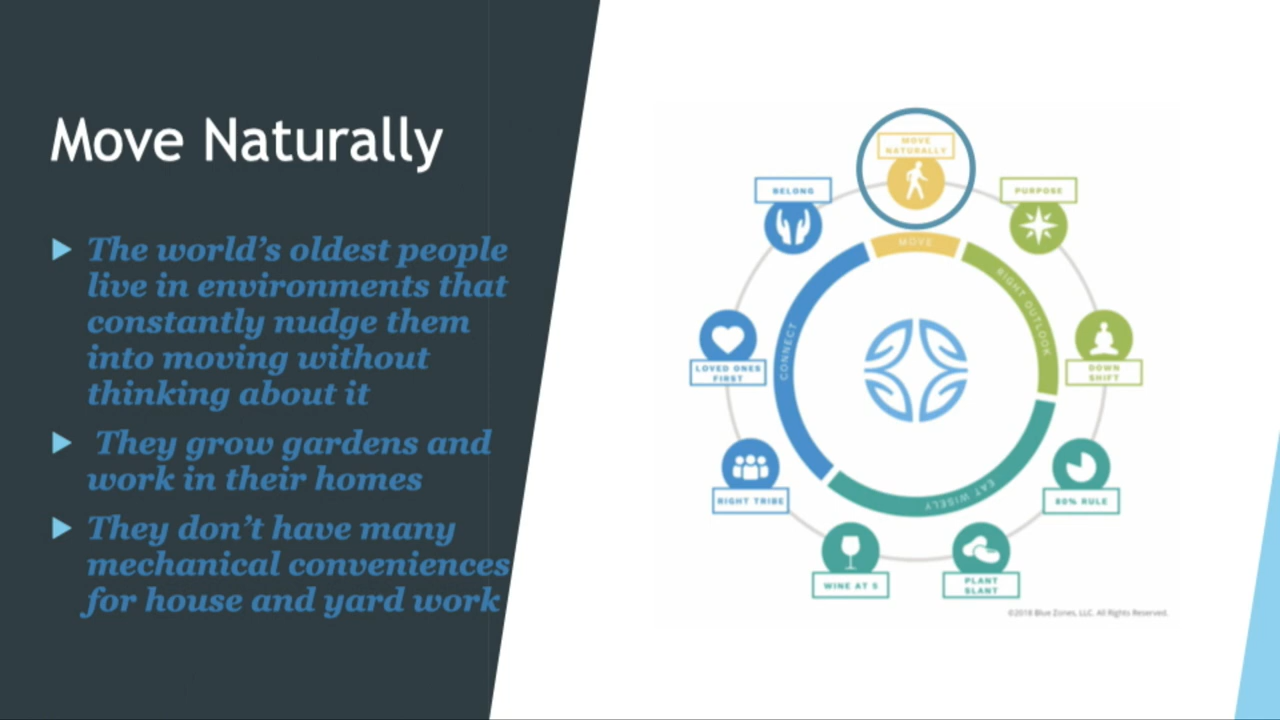 Move Naturally
The world’s oldest people
live in environments that
constantly nudge them
into moving without
thinking about it
They grow gardens and
work in their homes
They don’t have many
mechanical conveniences
for house and yard work
MOVE
NATURALLY
BELONG
PURPOSE
MOVE
RIGHT OUTLOOK
CONNECT
LOVED ONES
FIRST
DOWN
SHIFT
RIGHT TRIBE
80% RULE
EAT WISELY
WINE AT 5
PLANT
SLANT
©2018 Blue Zones, LLC. All Rights Reserved.